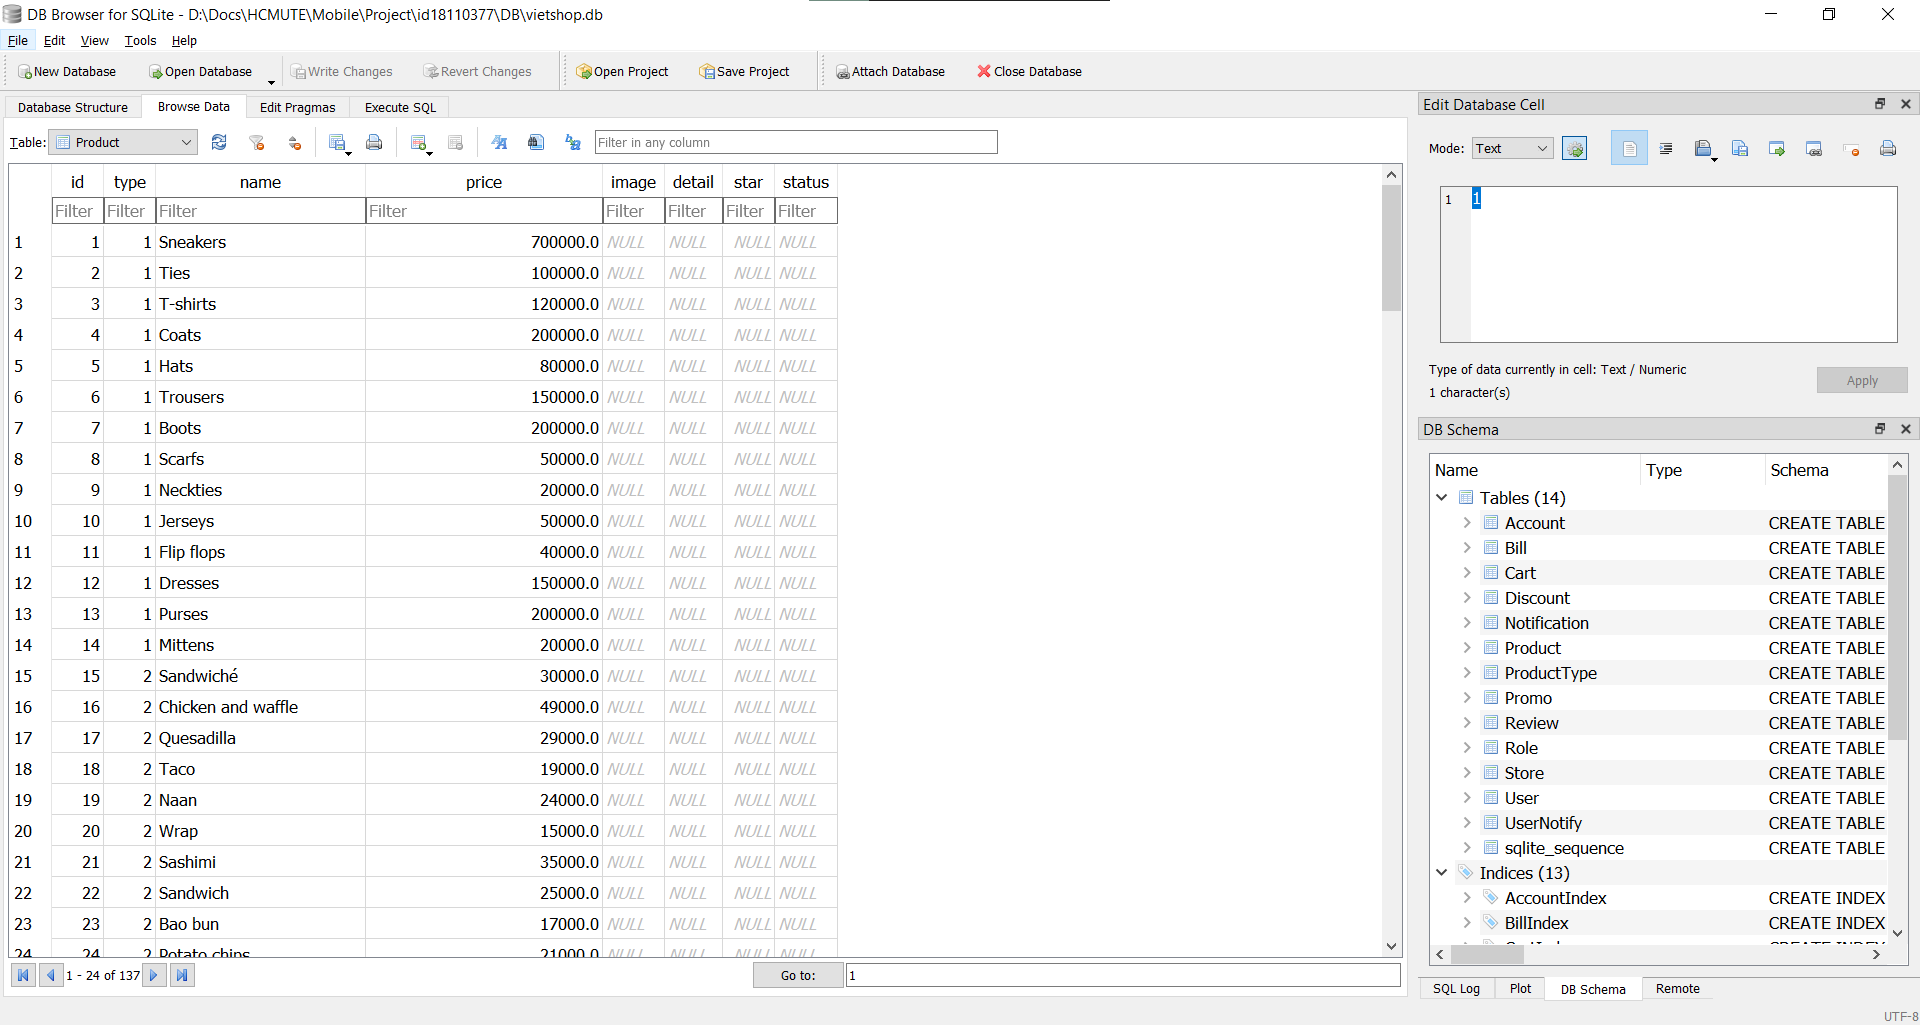 DB Browser for SQLite - D:\Docs\HCMUTE\Mobile\Project\id18110377\DB\vietshop.db
File Edit View Tools Help
New Database Open Database Write Changes Revert Changes Open Project Save Project Attach Database Close Database
Database Structure Browse Data Edit Pragmas Execute SQL
Table: Product Filter in any column
id type name price image detail star status
Filter Filter Filter Filter Filter Filter Filter Filter
1 1 1 Sneakers 700000.0 NULL NULL NULL NULL
2 2 1 Ties 100000.0 NULL NULL NULL NULL
3 3 1 T-shirts 120000.0 NULL NULL NULL NULL
4 4 1 Coats 200000.0 NULL NULL NULL NULL
5 5 1 Hats 80000.0 NULL NULL NULL NULL
6 6 1 Trousers 150000.0 NULL NULL NULL NULL
7 7 1 Boots 200000.0 NULL NULL NULL NULL
8 8 1 Scarfs 50000.0 NULL NULL NULL NULL
9 9 1 Neckties 20000.0 NULL NULL NULL NULL
10 10 1 Jerseys 50000.0 NULL NULL NULL NULL
11 11 1 Flip flops 40000.0 NULL NULL NULL NULL
12 12 1 Dresses 150000.0 NULL NULL NULL NULL
13 13 1 Purses 200000.0 NULL NULL NULL NULL
14 14 1 Mittens 20000.0 NULL NULL NULL NULL
15 15 2 Sandwiché 30000.0 NULL NULL NULL NULL
16 16 2 Chicken and waffle 49000.0 NULL NULL NULL NULL
17 17 2 Quesadilla 29000.0 NULL NULL NULL NULL
18 18 2 Taco 19000.0 NULL NULL NULL NULL
19 19 2 Naan 24000.0 NULL NULL NULL NULL
20 20 2 Wrap 15000.0 NULL NULL NULL NULL
21 21 2 Sashimi 35000.0 NULL NULL NULL NULL
22 22 2 Sandwich 25000.0 NULL NULL NULL NULL
23 23 2 Bao bun 17000.0 NULL NULL NULL NULL
24 24 2 Potato chips 21000.0 NULL NULL NULL NULL
1 - 24 of 137 Go to: 1
Edit Database Cell
Mode: Text
1 1
Type of data currently in cell: Text / Numeric
1 character(s)
Apply
DB Schema
Name Type Schema
Tables (14)
Account CREATE TABLE
Bill CREATE TABLE
Cart CREATE TABLE
Discount CREATE TABLE
Notification CREATE TABLE
Product CREATE TABLE
ProductType CREATE TABLE
Promo CREATE TABLE
Review CREATE TABLE
Role CREATE TABLE
Store CREATE TABLE
User CREATE TABLE
UserNotify CREATE TABLE
sqlite_sequence CREATE TABLE
Indices (13)
AccountIndex CREATE INDEX
BillIndex CREATE INDEX
SQL Log Plot DB Schema Remote
UTF-8